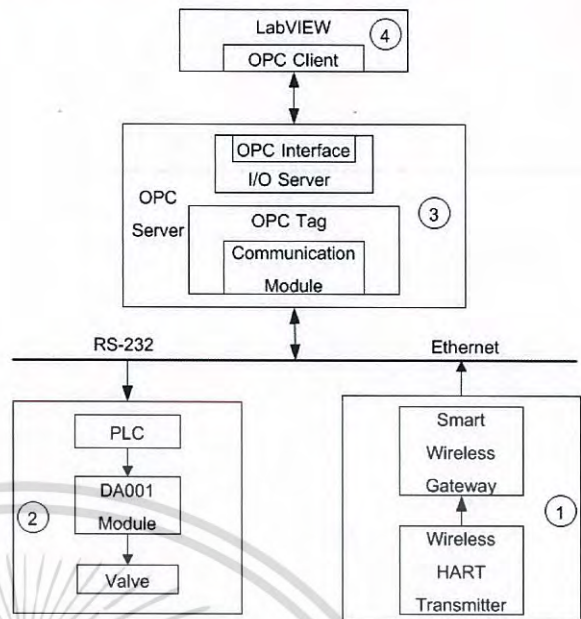 LabVIEW
4
OPC Client
OPC Interface
I/O Server
OPC
Server
3
OPC Tag
Communication
Module
RS-232
Ethernet
PLC
DA001
Module
Valve
2
Smart
Wireless
Gateway
1
Wireless
HART
Transmitter